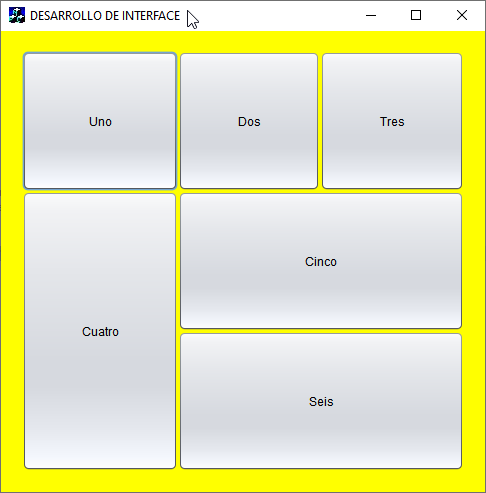 DESARROLLO DE INTERFACE
Uno
Dos
Tres
Cuatro
Cinco
Seis